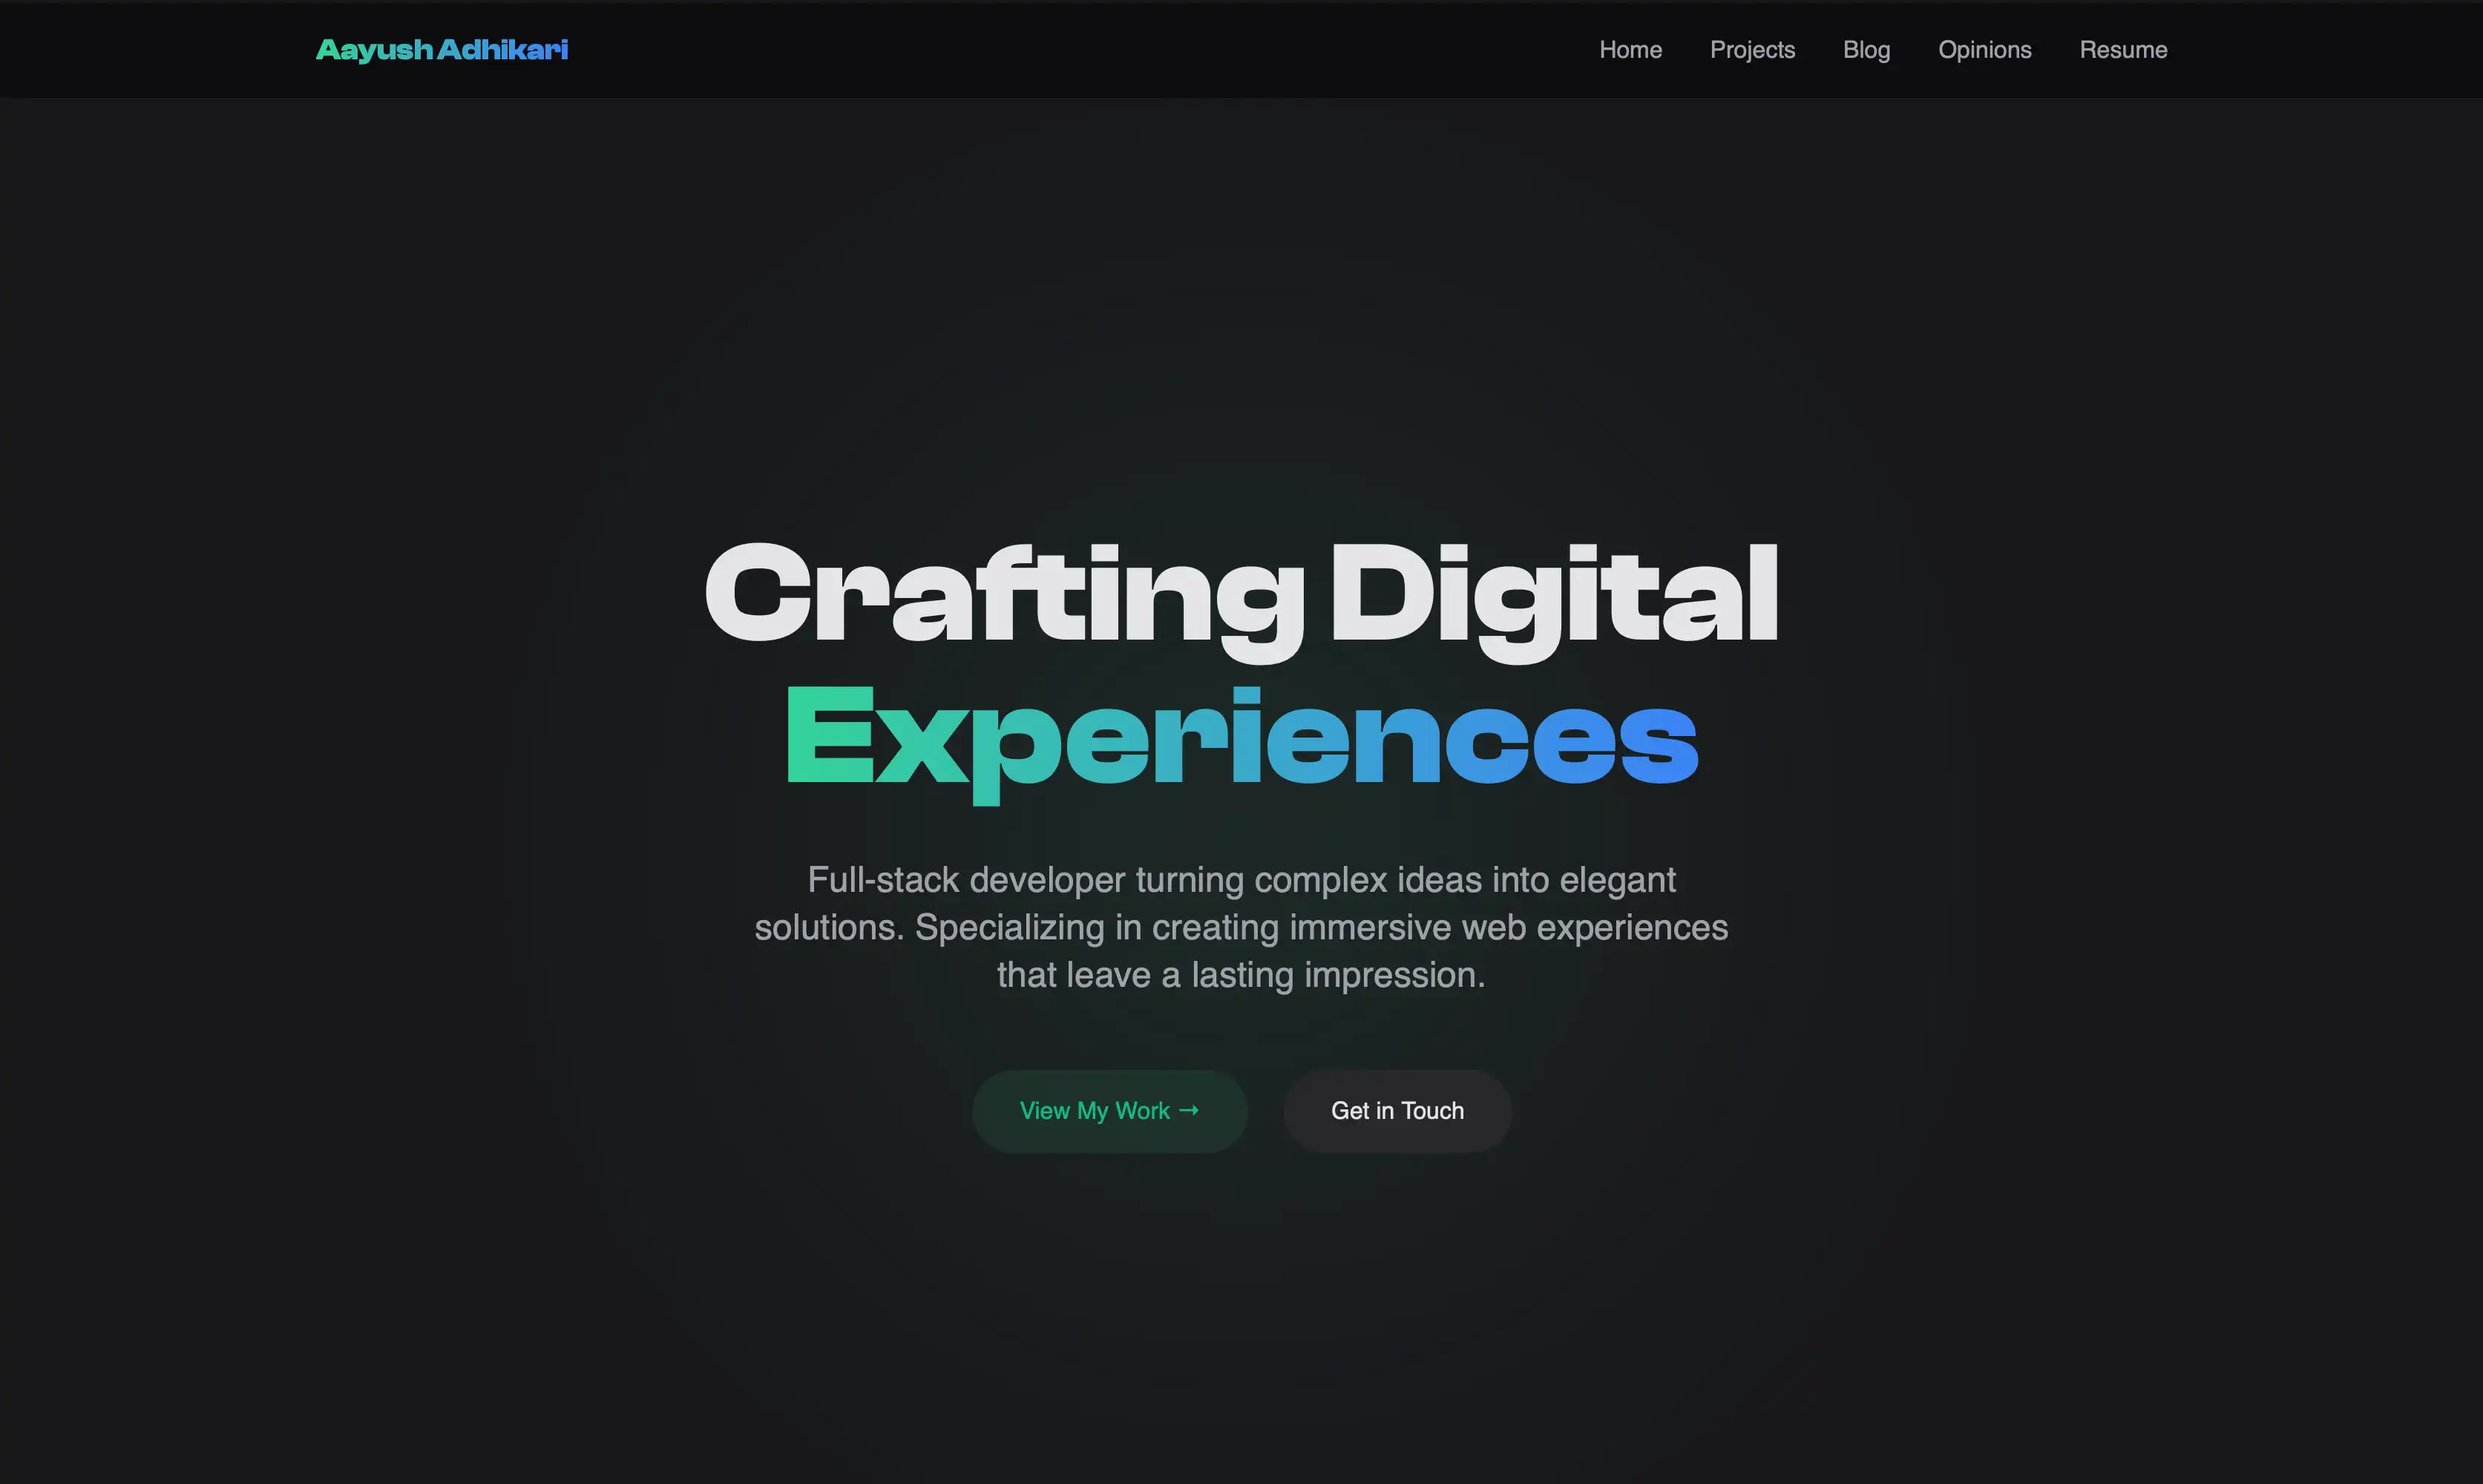 Aayush Adhikari
Home Projects Blog Opinions Resume
Crafting Digital
Experiences
Full-stack developer turning complex ideas into elegant
solutions. Specializing in creating immersive web experiences
that leave a lasting impression.
View My Work → Get in Touch